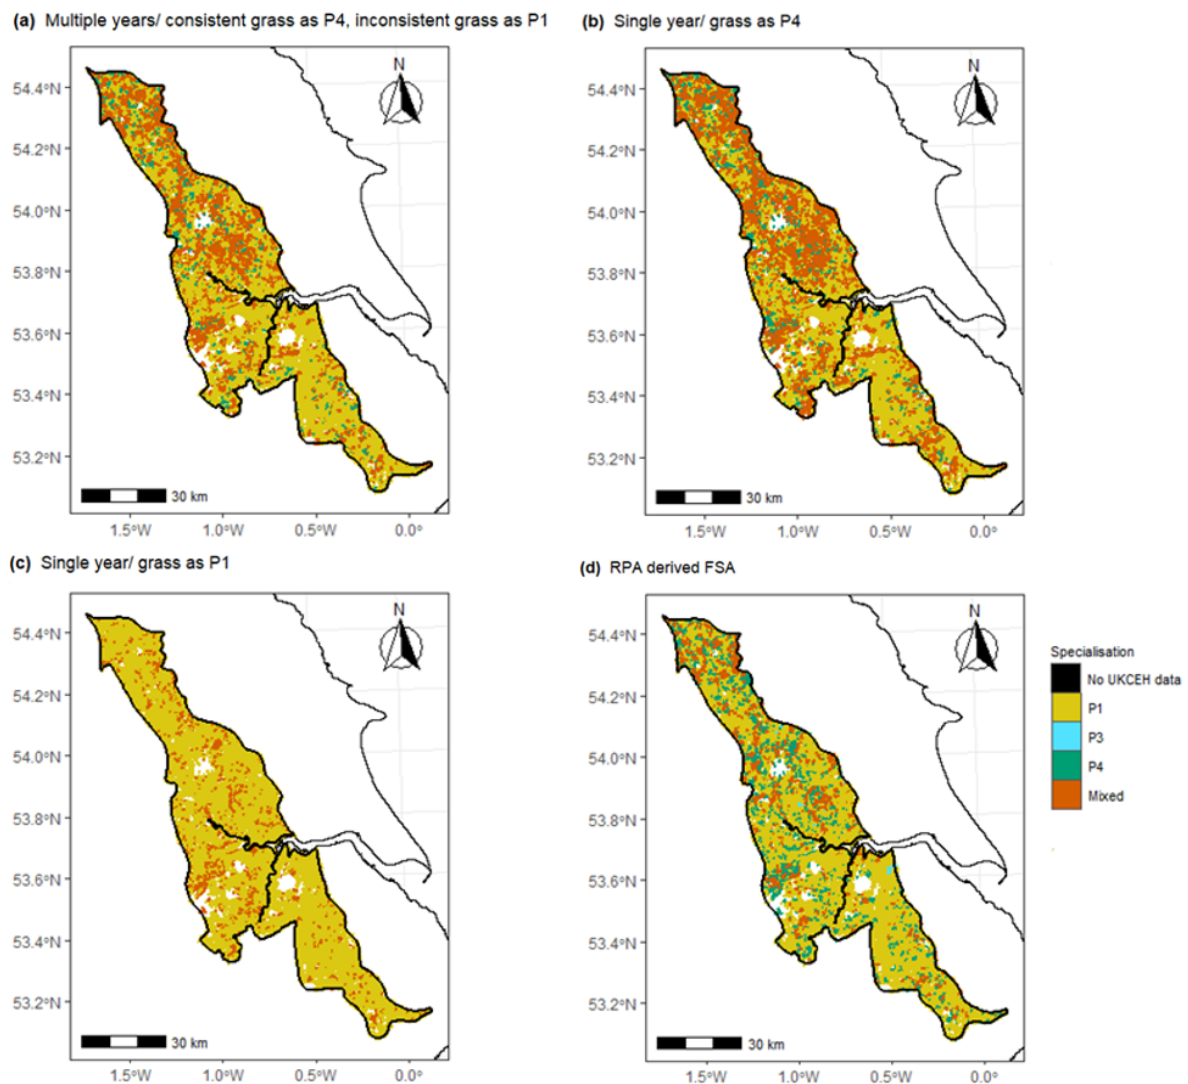 (a) Multiple years/ consistent grass as P4, inconsistent grass as P1
(b) Single year/ grass as P4
N
54.4°N
54.2°N
54.0°N
53.8°N
53.6°N
53.4°N
53.2°N
30 km
1.5°W 1.0°W 0.5°W 0.0°
N
54.4°N
54.2°N
54.0°N
53.8°N
53.6°N
53.4°N
53.2°N
30 km
1.5°W 1.0°W 0.5°W 0.0°
(c) Single year/ grass as P1
(d) RPA derived FSA
N
54.4°N
54.2°N
54.0°N
53.8°N
53.6°N
53.4°N
53.2°N
30 km
1.5°W 1.0°W 0.5°W 0.0°
N
54.4°N
54.2°N
54.0°N
53.8°N
53.6°N
53.4°N
53.2°N
30 km
1.5°W 1.0°W 0.5°W 0.0°
Specialisation
No UKCEH data
P1
P3
P4
Mixed